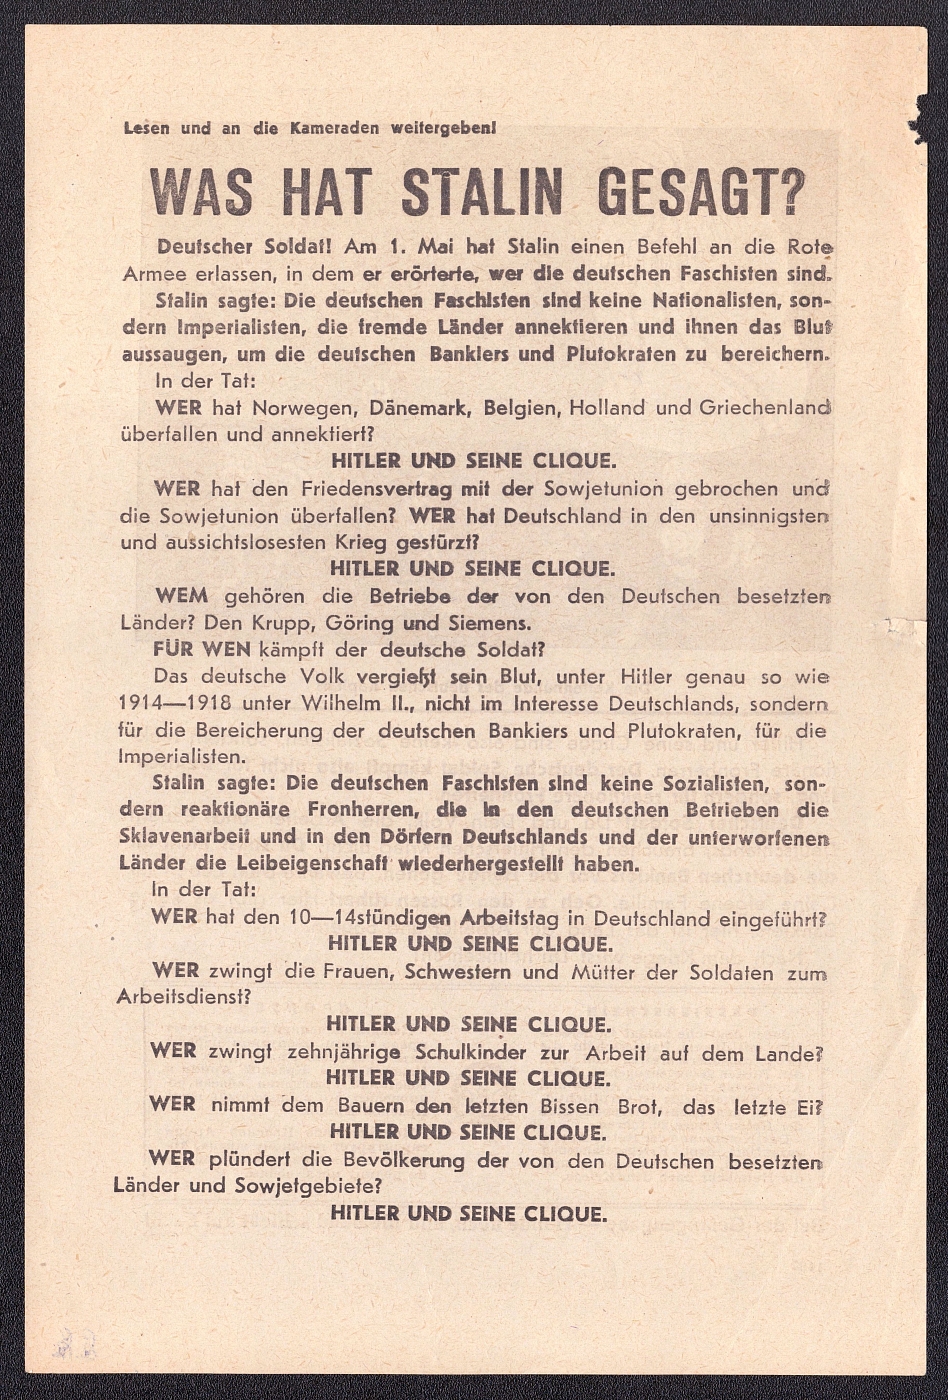 Lesen und an die Kameraden weitergeben!
WAS HAT STALIN GESAGT?
Deutscher Soldat! Am 1. Mai hat Stalin einen Befehl an die Rote
Armee erlassen, in dem er erörterte, wer die deutschen Faschisten sind.
Stalin sagte: Die deutschen Faschisten sind keine Nationalisten, son-
dern Imperialisten, die fremde Länder annektieren und ihnen das Blut
aussaugen, um die deutschen Bankiers und Plutokraten zu bereichern.
In der Tat:
WER hat Norwegen, Dänemark, Belgien, Holland und Griechenland
überfallen und annektiert?
HITLER UND SEINE CLIQUE.
WER hat den Friedensvertrag mit der Sowjetunion gebrochen und
die Sowjetunion überfallen? WER hat Deutschland in den unsinnigsten
und aussichtslosesten Krieg gestürzt?
HITLER UND SEINE CLIQUE.
WEM gehören die Betriebe der von den Deutschen besetzten
Länder? Den Krupp, Göring und Siemens.
FÜR WEN kämpft der deutsche Soldat?
Das deutsche Volk vergießt sein Blut, unter Hitler genau so wie
1914—1918 unter Wilhelm II., nicht im Interesse Deutschlands, sondern
für die Bereicherung der deutschen Bankiers und Plutokraten, für die
Imperialisten.
Stalin sagte: Die deutschen Faschisten sind keine Sozialisten, son-
dern reaktionäre Fronherren, die in den deutschen Betrieben die
Sklavenarbeit und in den Dörfern Deutschlands und der unterworfenen
Länder die Leibeigenschaft wiederhergestellt haben.
In der Tat:
WER hat den 10—14stündigen Arbeitstag in Deutschland eingeführt?
HITLER UND SEINE CLIQUE.
WER zwingt die Frauen, Schwestern und Mütter der Soldaten zum
Arbeitsdienst?
HITLER UND SEINE CLIQUE.
WER zwingt zehnjährige Schulkinder zur Arbeit auf dem Lande?
HITLER UND SEINE CLIQUE.
WER nimmt dem Bauern den letzten Bissen Brot, das letzte Ei?
HITLER UND SEINE CLIQUE.
WER plündert die Bevölkerung der von den Deutschen besetzten
Länder und Sowjetgebiete?
HITLER UND SEINE CLIQUE.